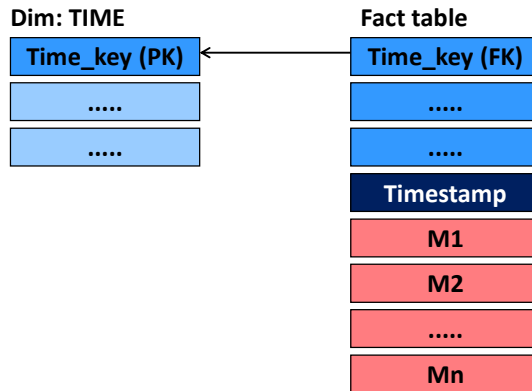 Dim: TIME
Time_key (PK)
.....
.....
Fact table
Time_key (FK)
.....
.....
Timestamp
M1
M2
.....
Mn